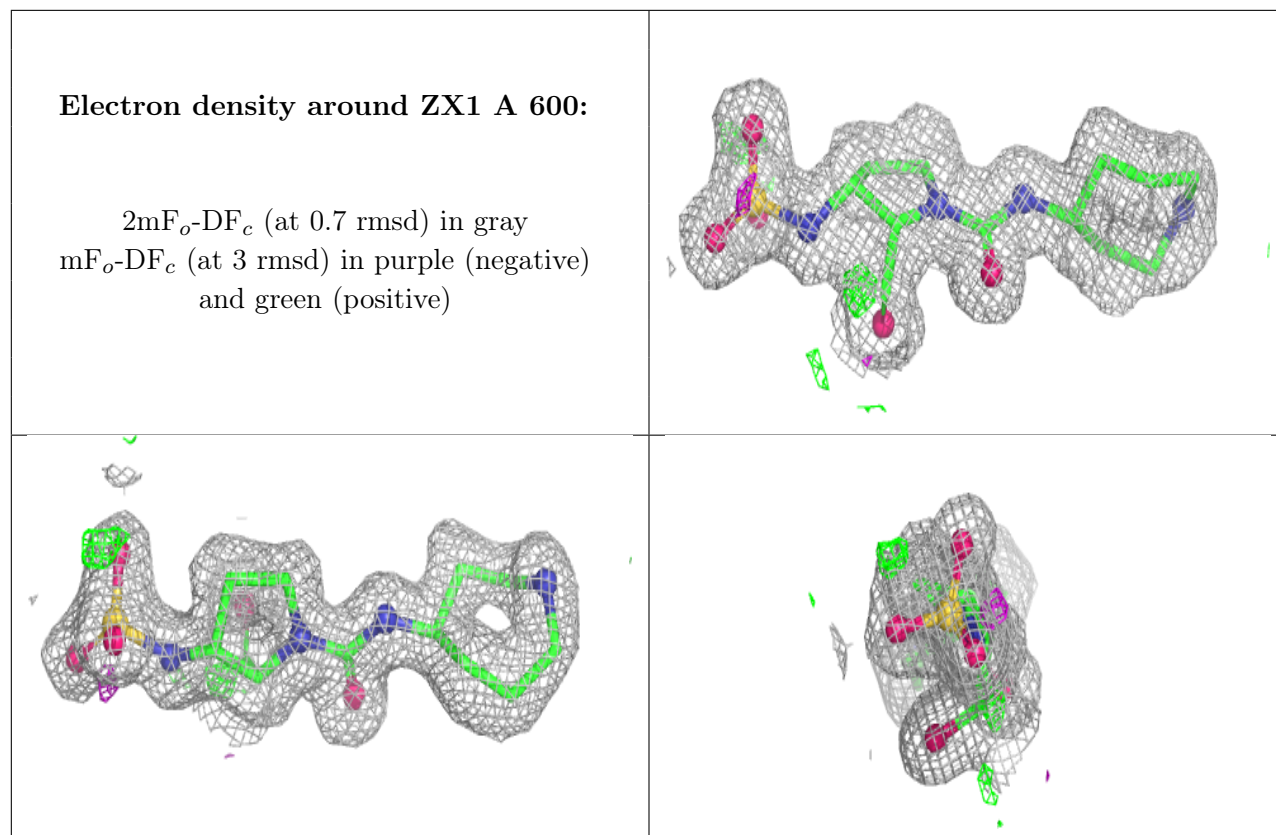 Electron density around ZX1 A 600:
2mFo-DFc (at 0.7 rmsd) in gray
mFo-DFc (at 3 rmsd) in purple (negative)
and green (positive)